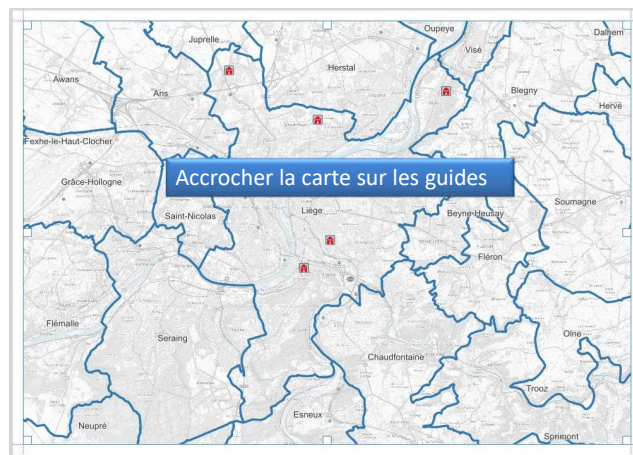 Oupeye
Dalhem
Juprelle
Visé
Herstal
Awans
Ans
Blegny
Herve
Fexhe-le-Haut-Clocher
Accrocher la carte sur les guides
Grâce-Hollogne
Soumagne
Saint-Nicolas
Liège
Beyne-Heusay
Fléron
Flémalle
Seraing
Olne
Chaudfontaine
Trooz
Esneux
Neupré
Sprimont